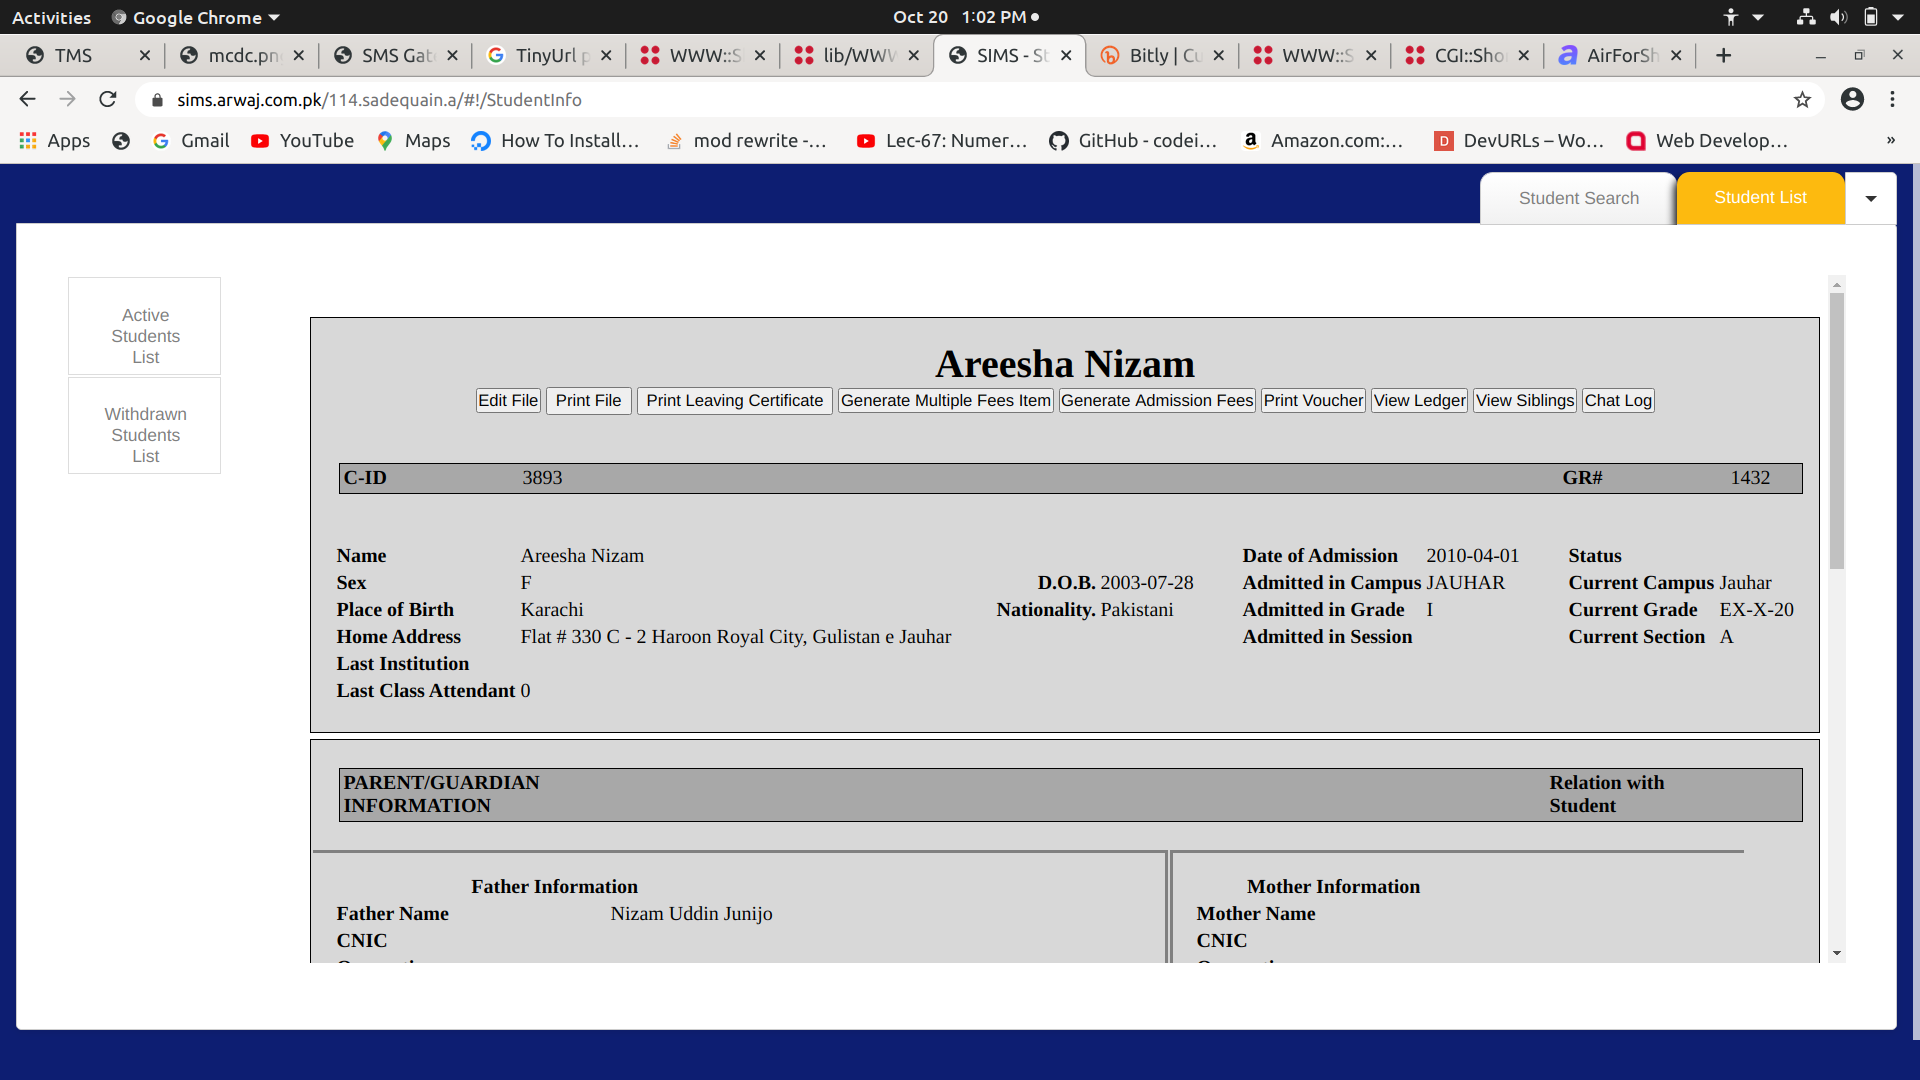 Activities Google Chrome Oct 20 1:02 PM
TMS mcdc.pn SMS Gat TinyUrl p WWW::S lib/WWW SIMS - St Bitly | Cu WWW::S CGI::Sho AirForSh
sims.arwaj.com.pk/114.sadequain.a/#!/StudentInfo
Apps Gmail YouTube Maps How To Install... mod rewrite -... Lec-67: Numer... GitHub - codei... Amazon.com:... DevURLs – Wo... Web Develop... »
Student Search Student List
Active
Students
List
Withdrawn
Students
List
Areesha Nizam
Edit File Print File Print Leaving Certificate Generate Multiple Fees Item Generate Admission Fees Print Voucher View Ledger View Siblings Chat Log
C-ID 3893 GR# 1432
Name Areesha Nizam Date of Admission 2010-04-01 Status
Sex F D.O.B. 2003-07-28 Admitted in Campus JAUHAR Current Campus Jauhar
Place of Birth Karachi Nationality. Pakistani Admitted in Grade I Current Grade EX-X-20
Home Address Flat # 330 C - 2 Haroon Royal City, Gulistan e Jauhar Admitted in Session Current Section A
Last Institution
Last Class Attendant 0
PARENT/GUARDIAN Relation with
INFORMATION Student
Father Information Mother Information
Father Name Nizam Uddin Junijo Mother Name
CNIC CNIC